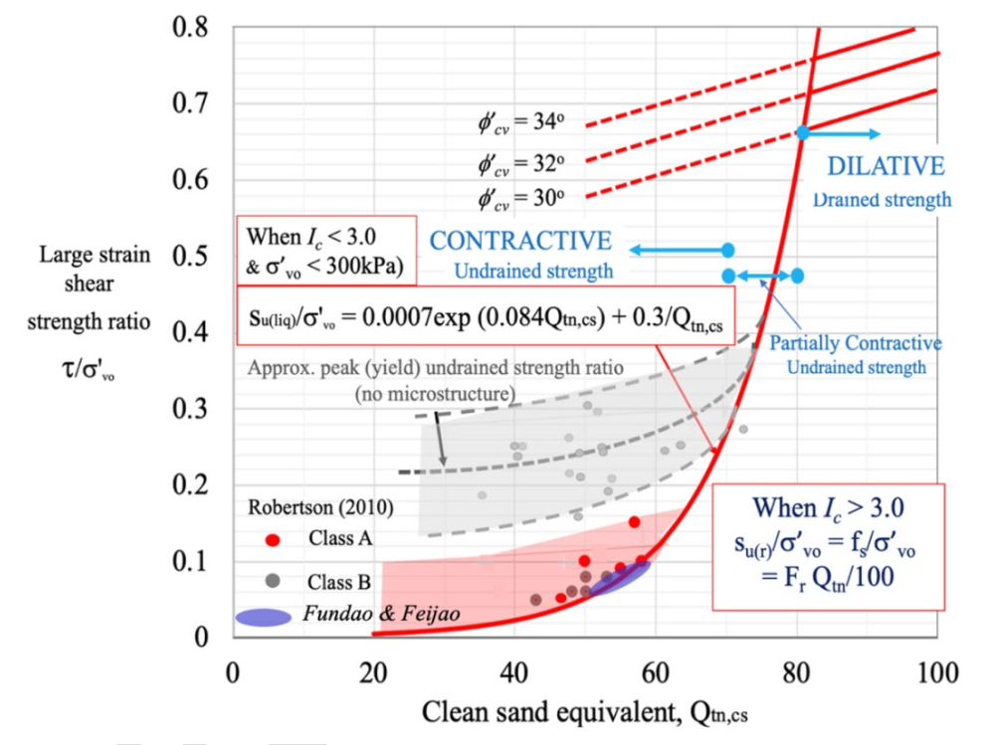 0.8
0.7
0.6
0.5
0.4
0.3
0.2
0.1
0
Large strain
shear
strength ratio
τ/σ'vo
ϕ'cv = 34º
ϕ'cv = 32º
ϕ'cv = 30º
DILATIVE
Drained strength
When Ic < 3.0
& σ'vo < 300kPa)
CONTRACTIVE
Undrained strength
Su(liq)/σ'vo = 0.0007exp (0.084Qtn,cs) + 0.3/Qtn,cs
Partially Contractive
Undrained strength
Approx. peak (yield) undrained strength ratio
(no microstructure)
Robertson (2010)
Class A
Class B
Fundao & Feijao
When Ic > 3.0
su(r)/σ'vo = fs/σ'vo
= Fr Qtn/100
0 20 40 60 80 100
Clean sand equivalent, Qtn,cs